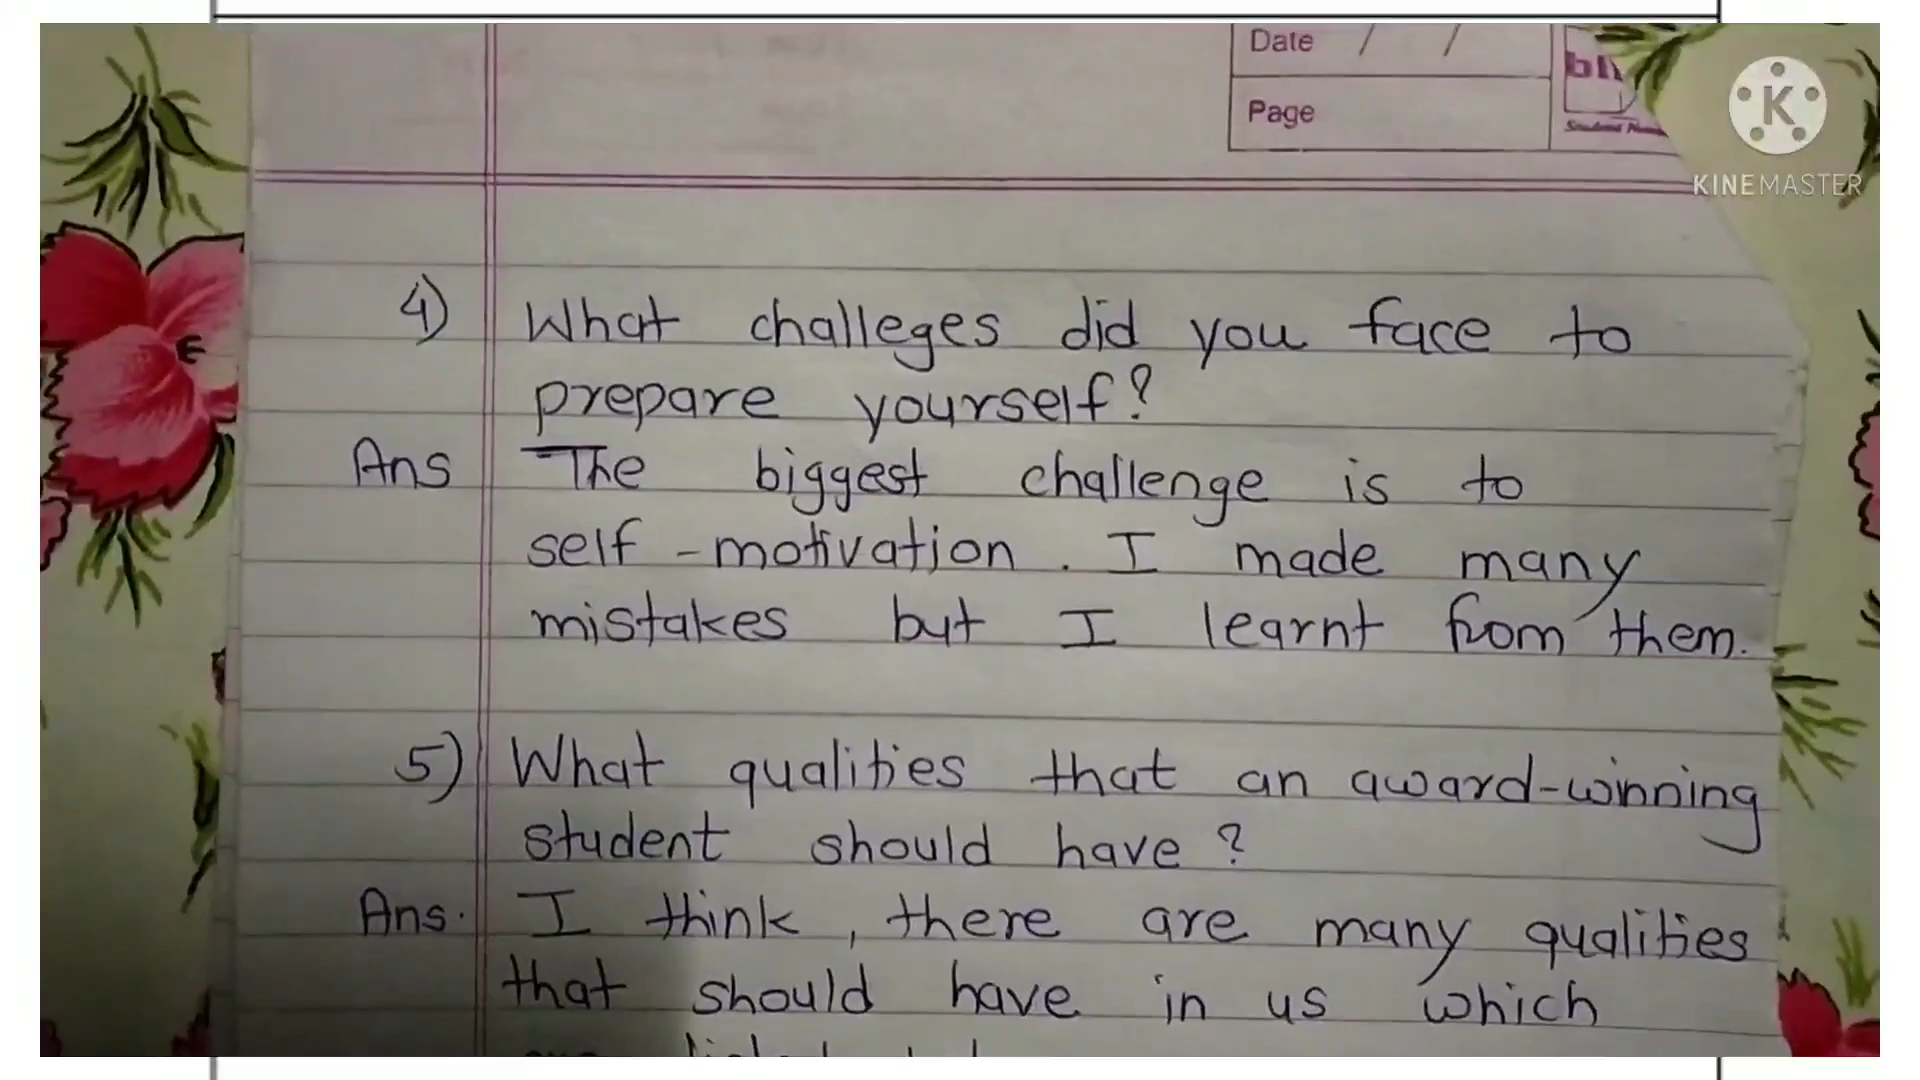 Date / /
Page
K
KINEMASTER
4) What challeges did you face to
prepare yourself?
Ans The biggest challenge is to
self-motivation. I made many
mistakes but I learnt from them.
5) What qualities that an award-winning
student should have?
Ans. I think, there are many qualities
that should have in us which